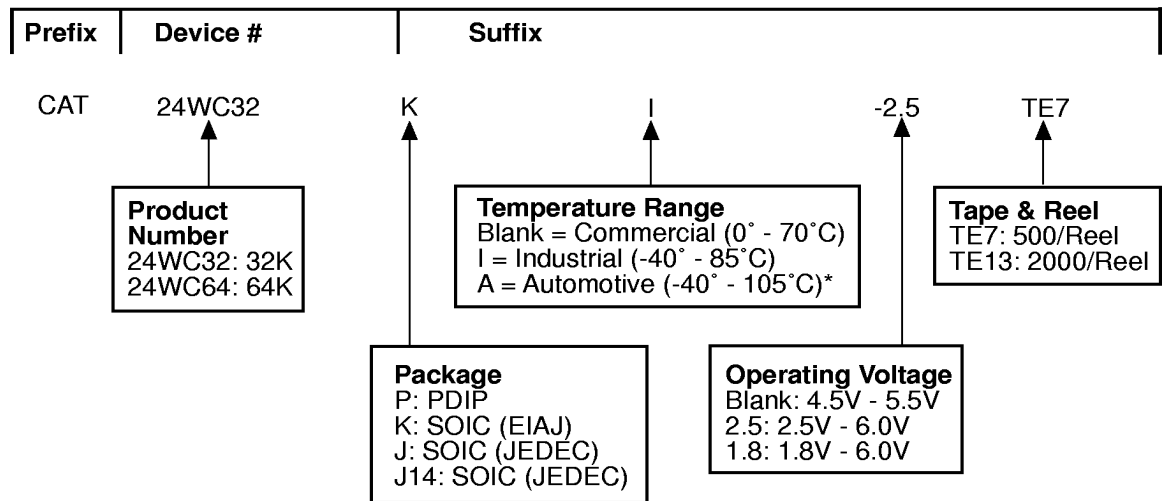 Prefix Device # Suffix
CAT 24WC32 K I -2.5 TE7
Product
Number
24WC32: 32K
24WC64: 64K
Temperature Range
Blank = Commercial (0˚ - 70˚C)
I = Industrial (-40˚ - 85˚C)
A = Automotive (-40˚ - 105˚C)*
Tape & Reel
TE7: 500/Reel
TE13: 2000/Reel
Package
P: PDIP
K: SOIC (EIAJ)
J: SOIC (JEDEC)
J14: SOIC (JEDEC)
Operating Voltage
Blank: 4.5V - 5.5V
2.5: 2.5V - 6.0V
1.8: 1.8V - 6.0V